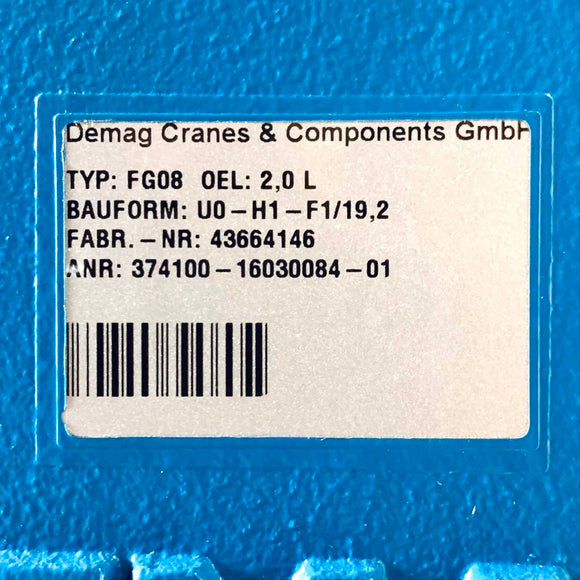 Demag Cranes & Components GmbH
TYP: FG08 OEL: 2,0 L
BAUFORM: U0-H1-F1/19,2
FABR.-NR: 43664146
ANR: 374100-16030084-01